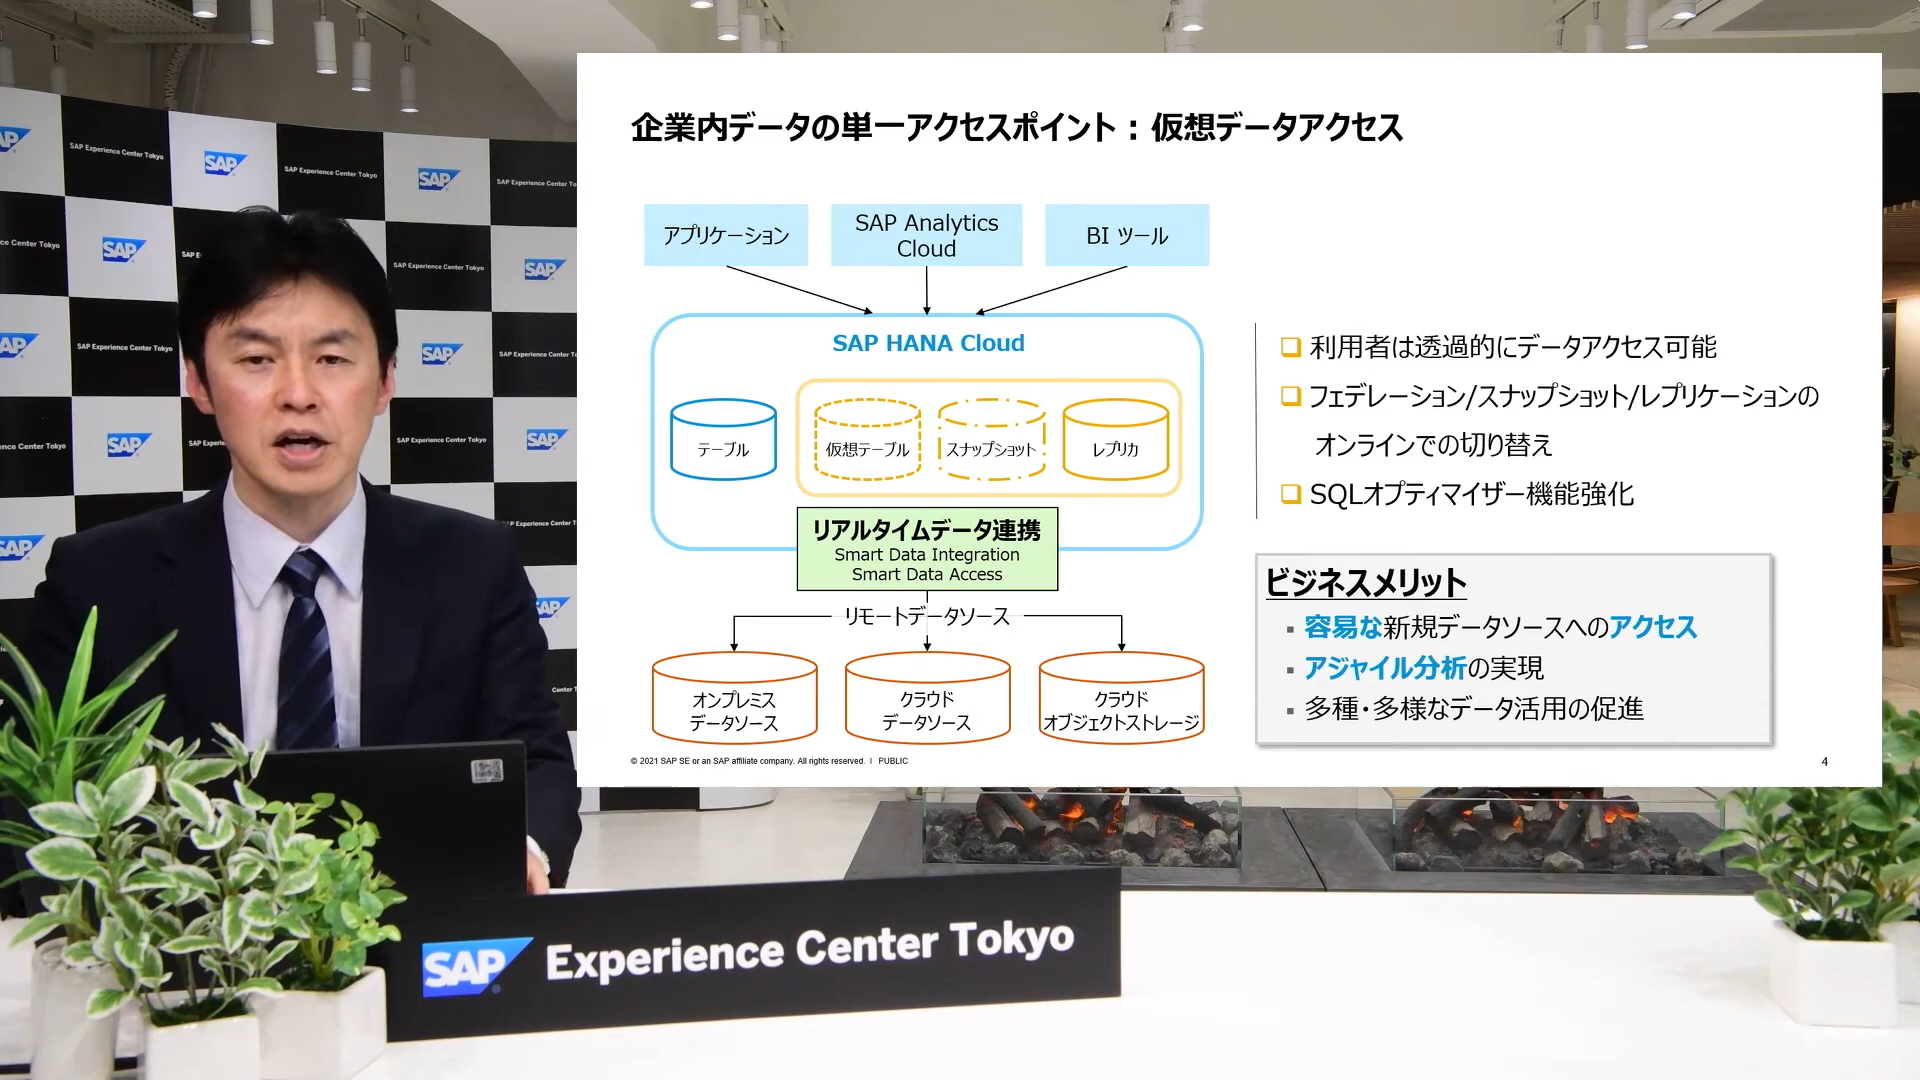 企業内データの単一アクセスポイント：仮想データアクセス
アプリケーション
SAP Analytics
Cloud
BI ツール
SAP HANA Cloud
テーブル
仮想テーブル
スナップショット
レプリカ
リアルタイムデータ連携
Smart Data Integration
Smart Data Access
リモートデータソース
オンプレミス
データソース
クラウド
データソース
クラウド
オブジェクトストレージ
利用者は透過的にデータアクセス可能
フェデレーション/スナップショット/レプリケーションの
オンラインでの切り替え
SQLオプティマイザー機能強化
ビジネスメリット
容易な新規データソースへのアクセス
アジャイル分析の実現
多種・多様なデータ活用の促進
© 2021 SAP SE or an SAP affiliate company. All rights reserved. I PUBLIC
4
SAP Experience Center Tokyo
SAP
SAP Experience Center Tokyo
SAP
SAP Experience Center To
ce Center Tokyo
SAP
SAP E
SAP Experience Center Tokyo
SAP
SAP
SAP Experience Center Tokyo
SAP
SAP Experience Center T
ence Center Tokyo
SAP
SAP Experie
SAP Experience Center Tokyo
SAP
SAP
SAP Experience Center T
SAP
Center T
SAP Experience Center Tokyo